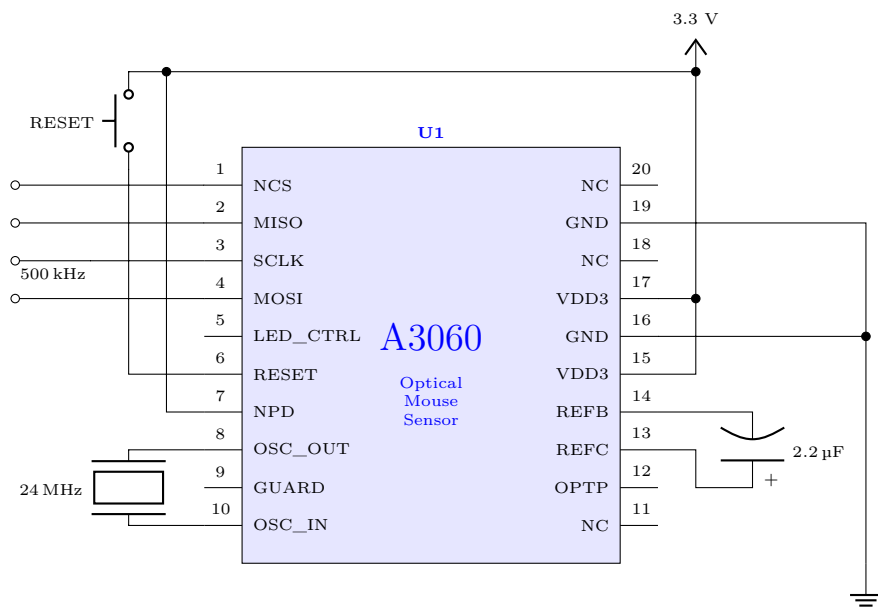 3.3 V
RESET
U1
1 NCS NC 20
2 MISO GND 19
3 SCLK NC 18
500 kHz
4 MOSI VDD3 17
5 LED_CTRL GND 16
A3060
6 RESET VDD3 15
Optical
Mouse
Sensor
7 NPD REFB 14
8 OSC_OUT REFC 13
2.2 µF
+
24 MHz
9 GUARD OPTP 12
10 OSC_IN NC 11